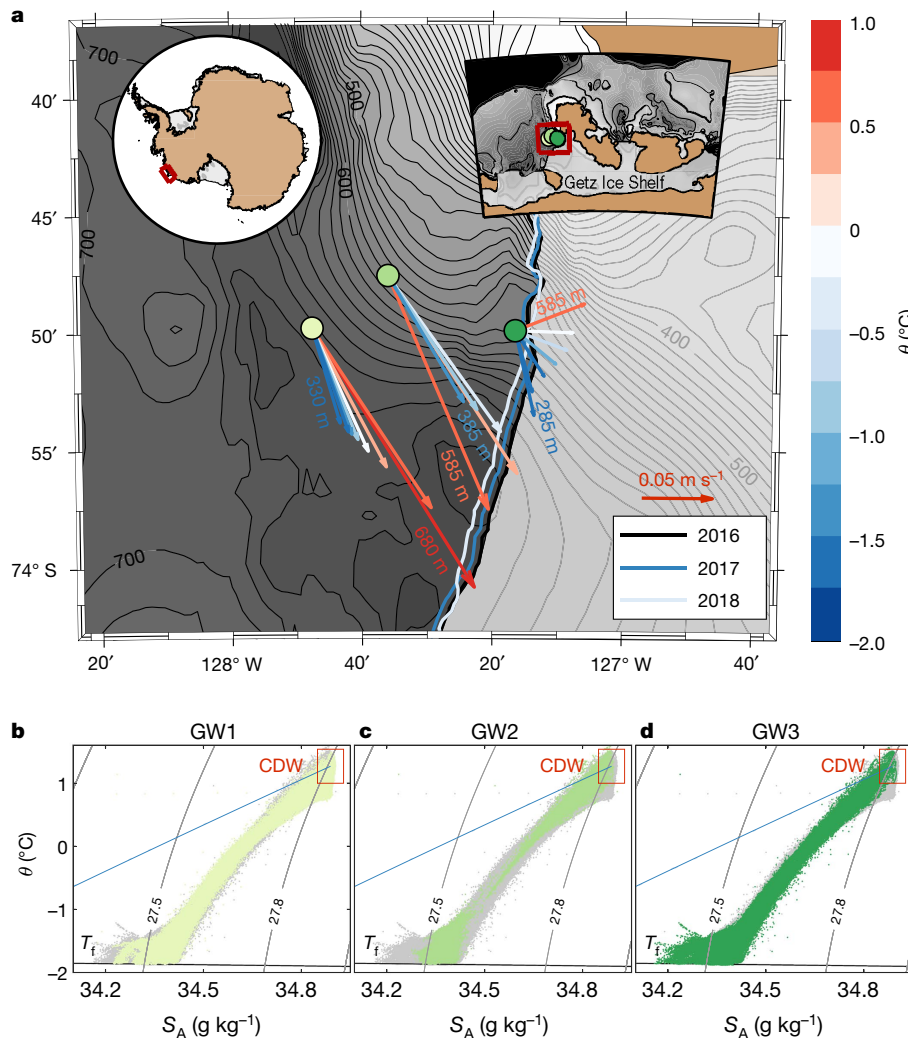 a
700
500
600
700
700
40′
45′
50′
55′
74° S
Getz Ice Shelf
585 m
400
330 m
385 m
285 m
585 m
500
0.05 m s⁻¹
680 m
2016
2017
2018
20′
128° W
40′
20′
127° W
40′
1.0
0.5
0
−0.5
−1.0
−1.5
−2.0
θ (°C)
b
GW1
CDW
27.5
27.8
Tf
1
0
−1
−2
θ (°C)
34.2
34.5
34.8
SA (g kg⁻¹)
c
GW2
CDW
27.5
27.8
Tf
34.2
34.5
34.8
SA (g kg⁻¹)
d
GW3
CDW
27.5
27.8
Tf
34.2
34.5
34.8
SA (g kg⁻¹)